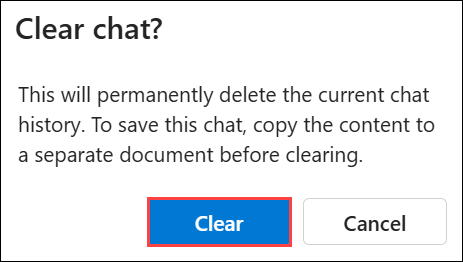 Clear chat?
This will permanently delete the current chat
history. To save this chat, copy the content to
a separate document before clearing.
Clear
Cancel